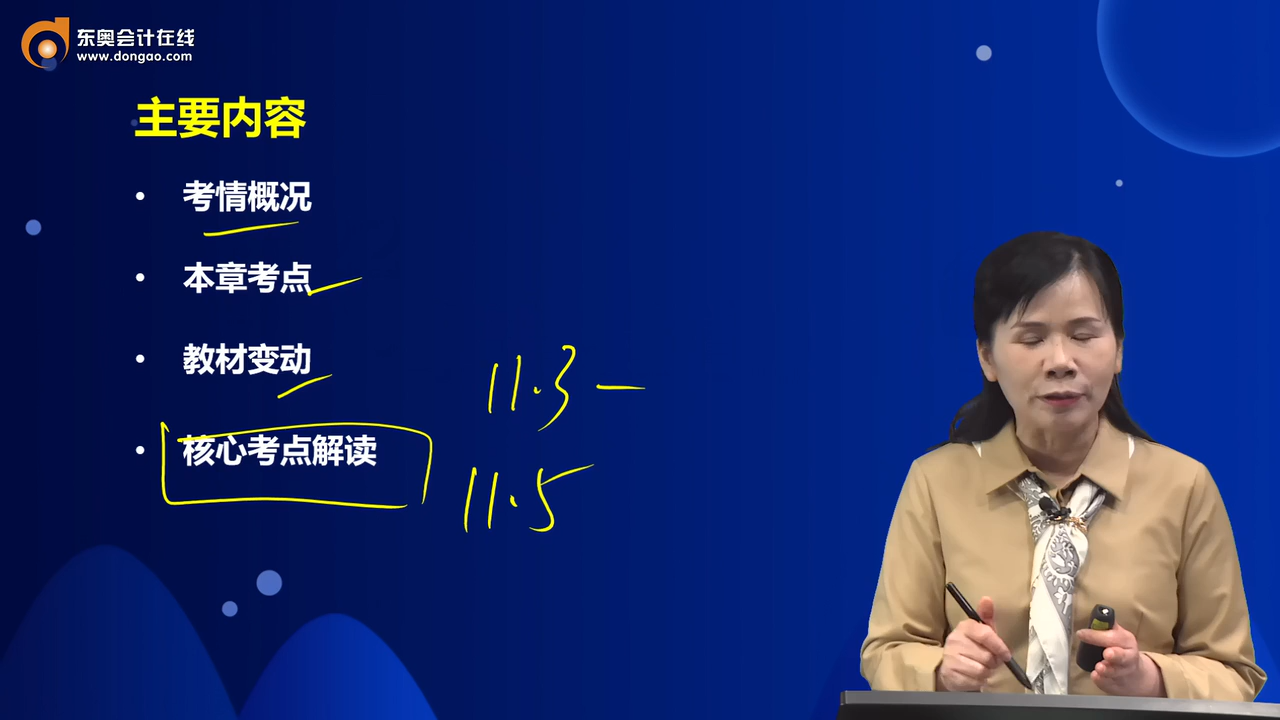 东奥会计在线
www.dongao.com
主要内容
• 考情概况
• 本章考点
• 教材变动
• 核心考点解读
11.3 —
11.5